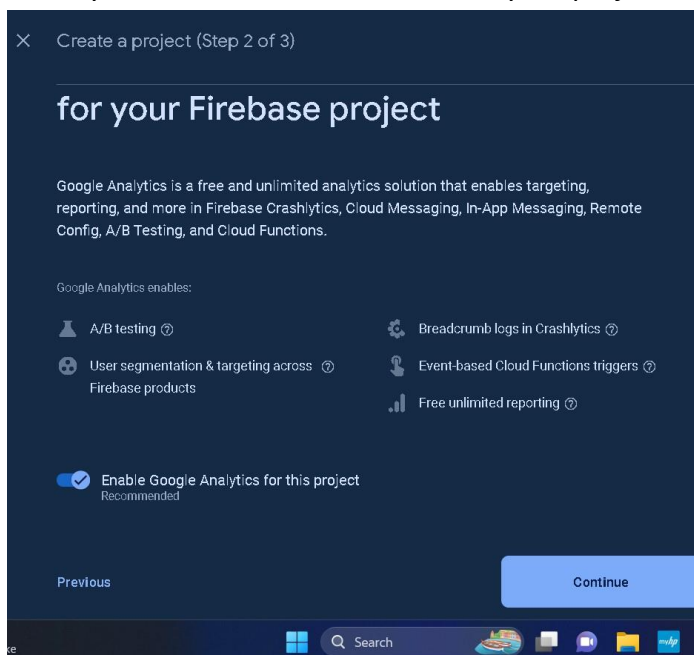 Create a project (Step 2 of 3)
for your Firebase project
Google Analytics is a free and unlimited analytics solution that enables targeting,
reporting, and more in Firebase Crashlytics, Cloud Messaging, In-App Messaging, Remote
Config, A/B Testing, and Cloud Functions.
Google Analytics enables:
A/B testing
Breadcrumb logs in Crashlytics
User segmentation & targeting across
Firebase products
Event-based Cloud Functions triggers
Free unlimited reporting
Enable Google Analytics for this project
Recommended
Previous
Continue
Search
myhp